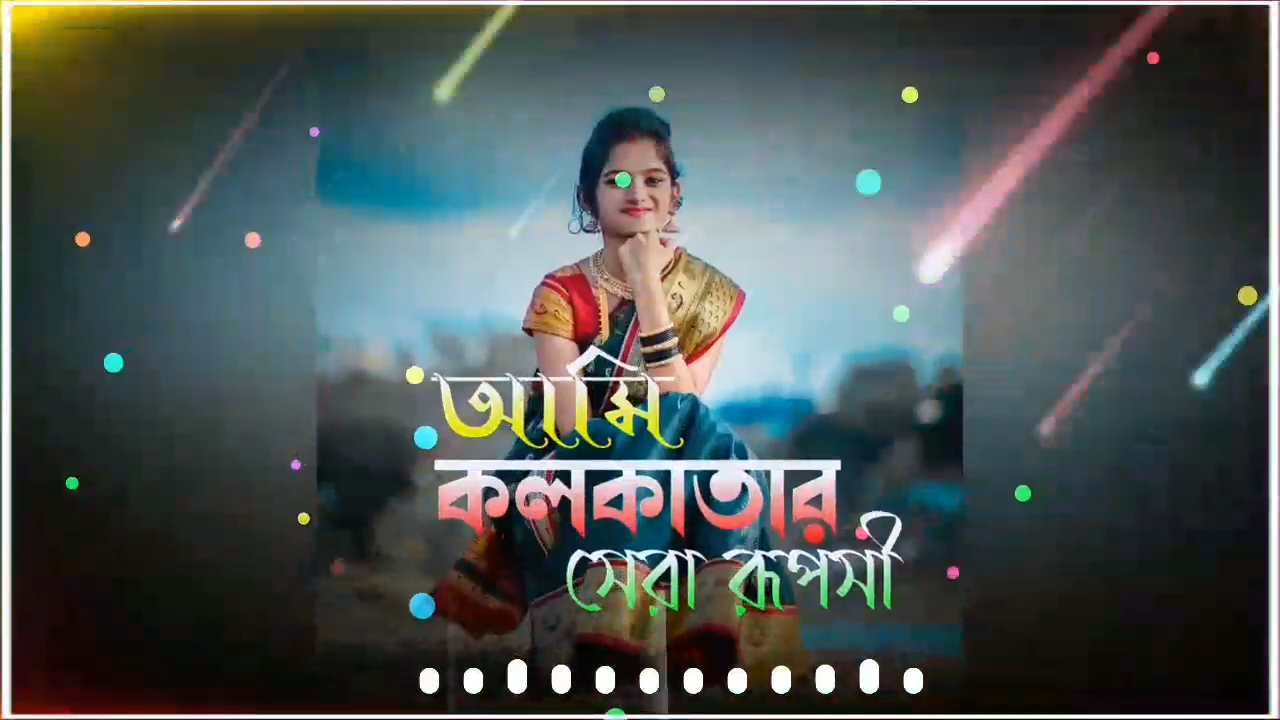 আমি
কলকাতার
সেরা রূপসী